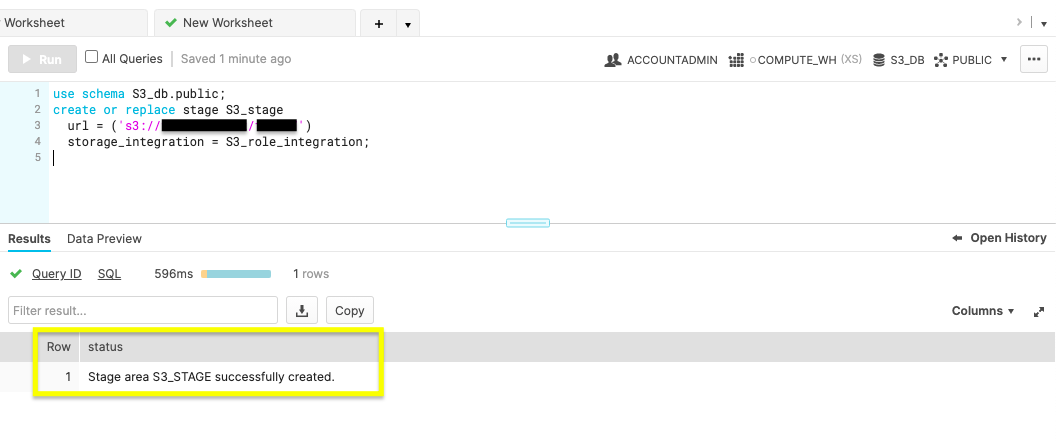 Worksheet New Worksheet + ▾
Run All Queries Saved 1 minute ago ACCOUNTADMIN COMPUTE_WH (XS) S3_DB PUBLIC ...
1 use schema S3_db.public;
2 create or replace stage S3_stage
3 url = ('s3:// / ')
4 storage_integration = S3_role_integration;
5
Results Data Preview Open History
Query ID SQL 596ms 1 rows
Filter result... Copy Columns
Row status
1 Stage area S3_STAGE successfully created.